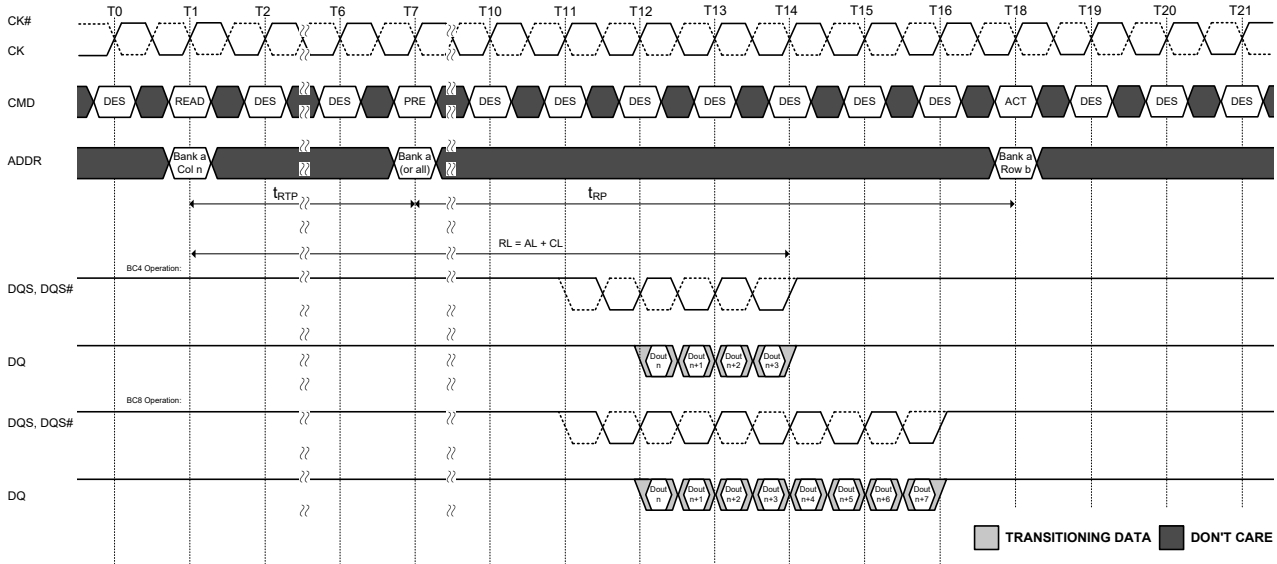 T0 T1 T2 T6 T7 T10 T11 T12 T13 T14 T15 T16 T18 T19 T20 T21
CK#
CK
CMD DES READ DES DES PRE DES DES DES DES DES DES DES ACT DES DES DES
ADDR
Bank a
Col n
Bank a
(or all)
Bank a
Row b
tRTP tRP
RL = AL + CL
BC4 Operation:
DQS, DQS#
DQ
Dout
n
Dout
n+1
Dout
n+2
Dout
n+3
BC8 Operation:
DQS, DQS#
DQ
Dout
n
Dout
n+1
Dout
n+2
Dout
n+3
Dout
n+4
Dout
n+5
Dout
n+6
Dout
n+7
TRANSITIONING DATA DON'T CARE